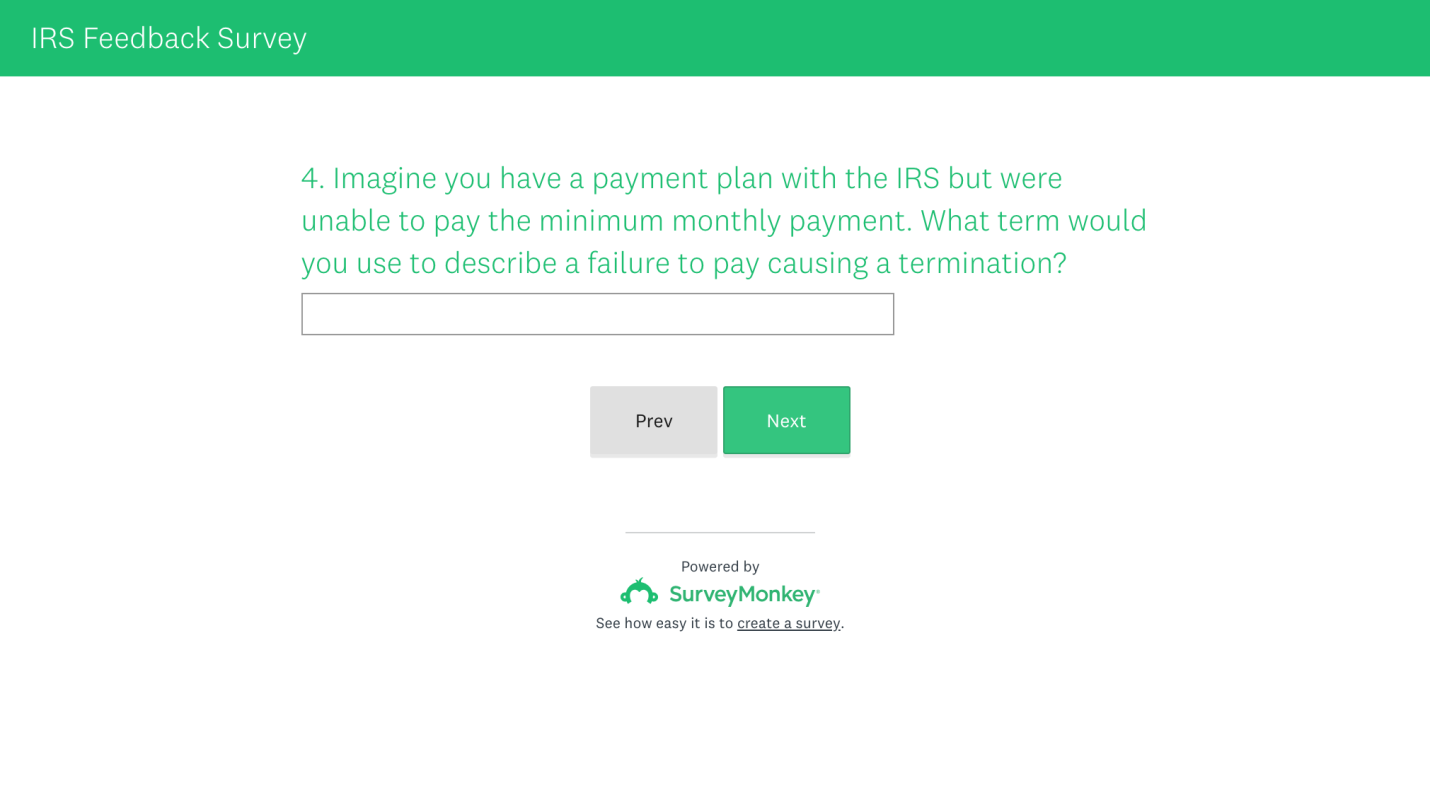 IRS Feedback Survey
4. Imagine you have a payment plan with the IRS but were
unable to pay the minimum monthly payment. What term would
you use to describe a failure to pay causing a termination?
Prev
Next
Powered by
SurveyMonkey®
See how easy it is to create a survey.